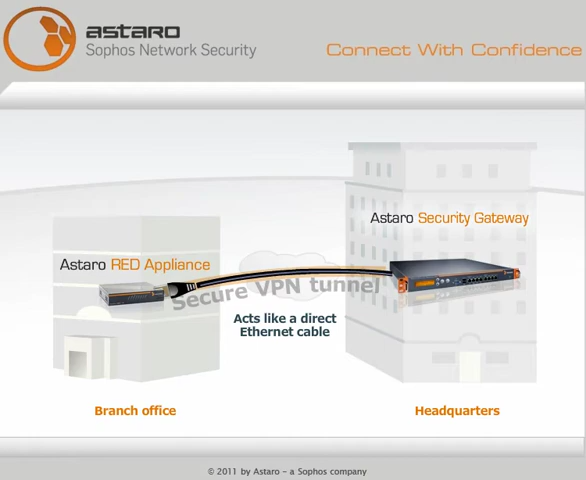 astaro
Sophos Network Security
Connect With Confidence
Astaro Security Gateway
Astaro RED Appliance
Secure VPN tunnel
Acts like a direct
Ethernet cable
Branch office
Headquarters
© 2011 by Astaro – a Sophos company